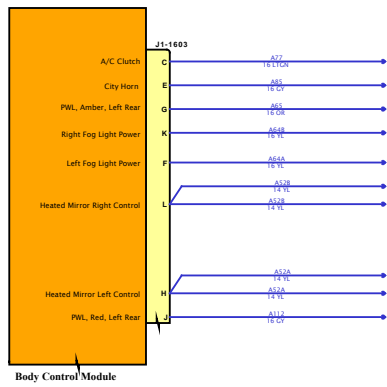 J1-1603
A/C Clutch C A77
16 LTGN
City Horn E A85
16 GY
PWL, Amber, Left Rear G A65
16 OR
Right Fog Light Power K A64B
16 YL
Left Fog Light Power F A64A
16 YL
A52B
14 YL
Heated Mirror Right Control L A52B
14 YL
A52A
14 YL
Heated Mirror Left Control H A52A
14 YL
PWL, Red, Left Rear J A112
16 GY
Body Control Module